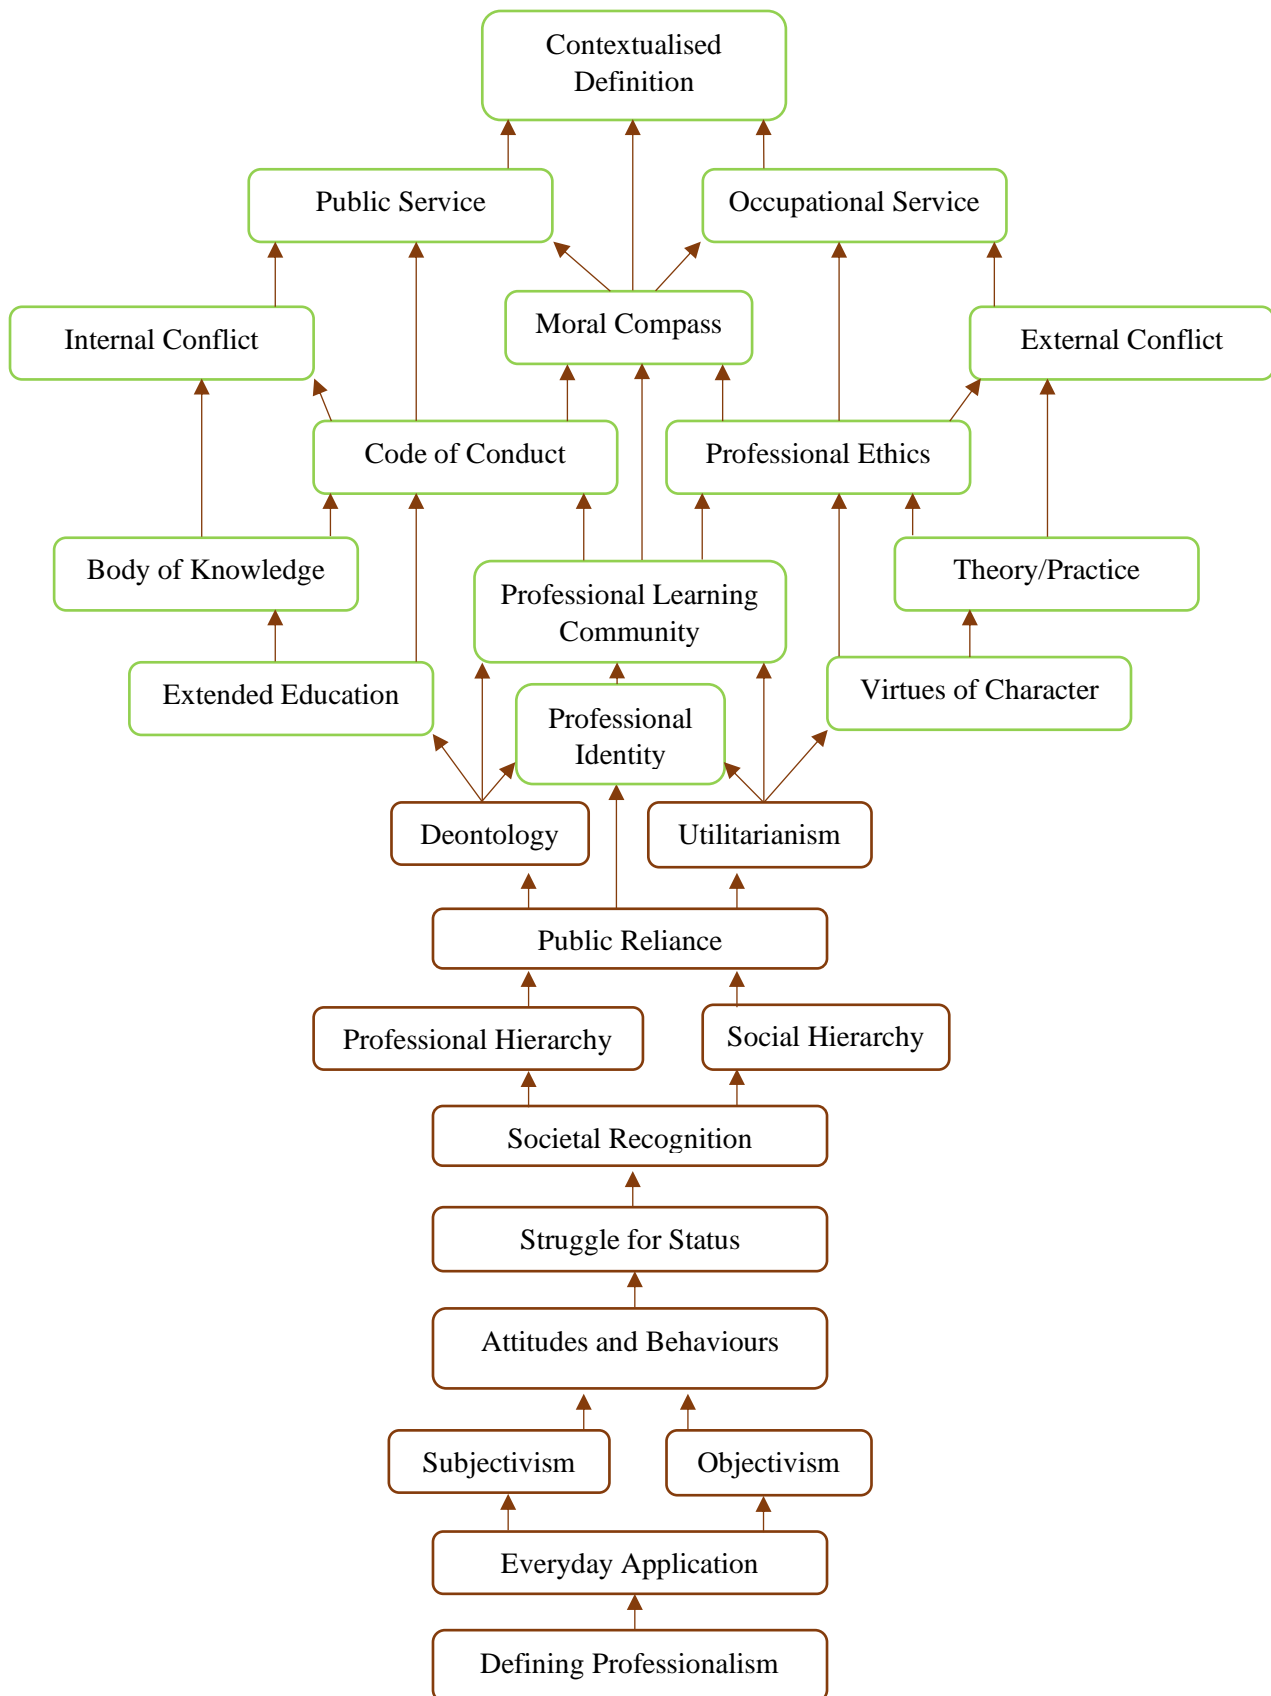 Contextualised
Definition
Public Service
Occupational Service
Internal Conflict
Moral Compass
External Conflict
Code of Conduct
Professional Ethics
Body of Knowledge
Professional Learning
Community
Theory/Practice
Extended Education
Professional
Identity
Virtues of Character
Deontology
Utilitarianism
Public Reliance
Professional Hierarchy
Social Hierarchy
Societal Recognition
Struggle for Status
Attitudes and Behaviours
Subjectivism
Objectivism
Everyday Application
Defining Professionalism